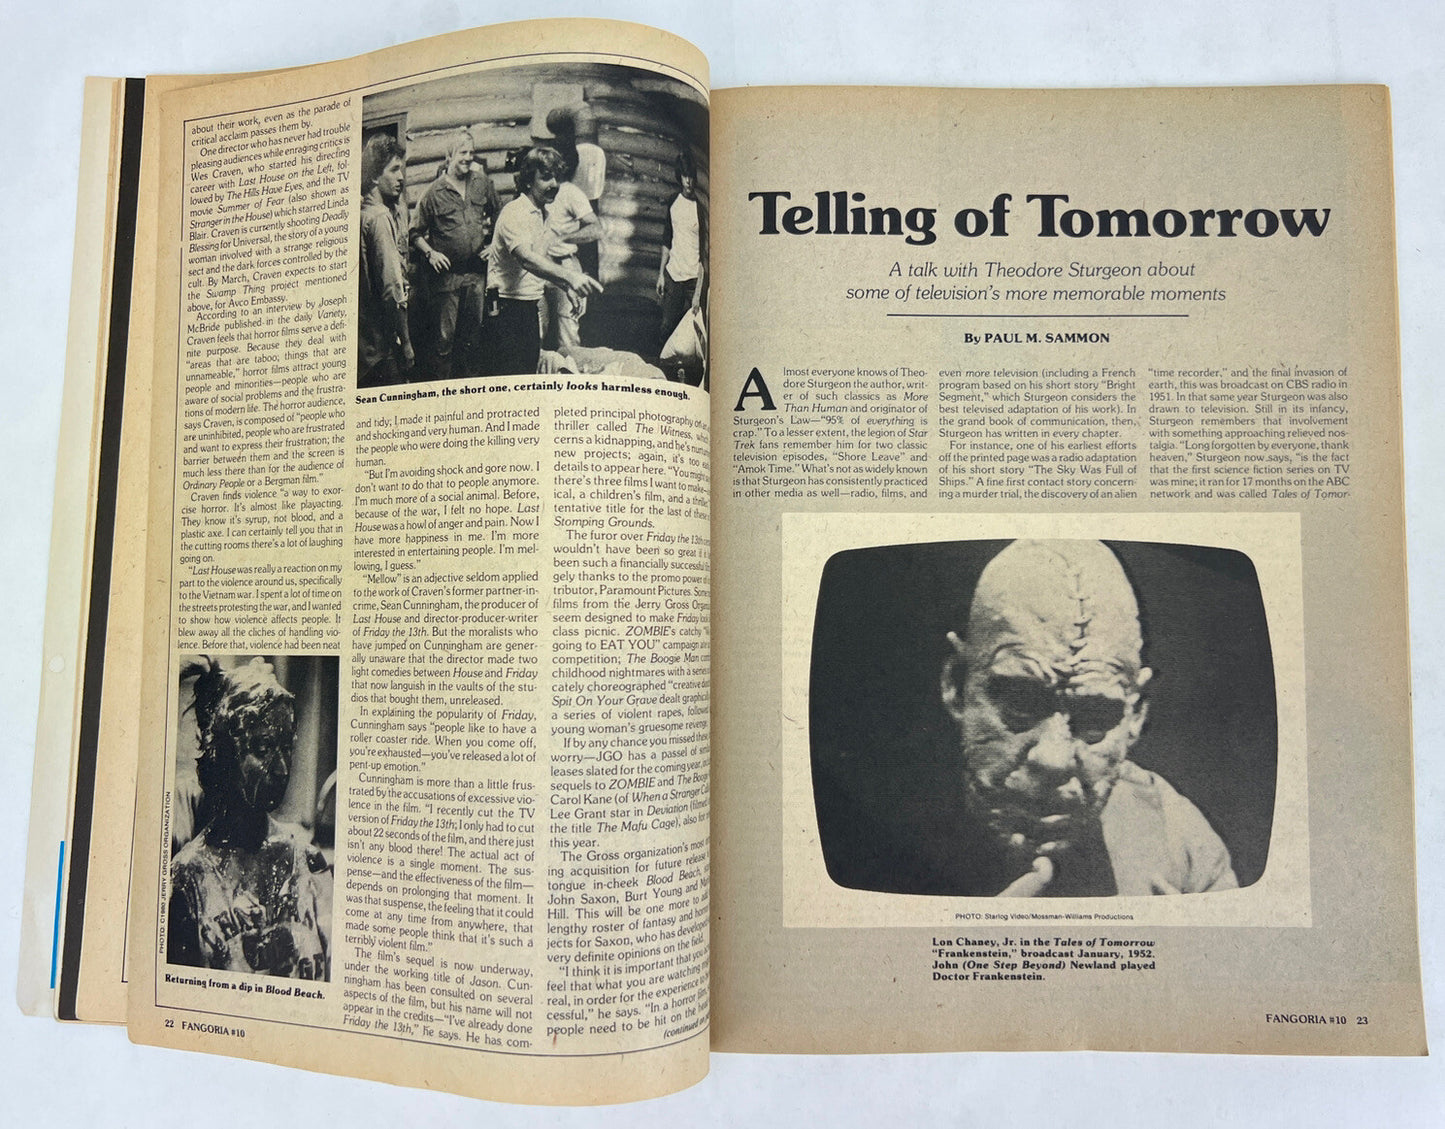 about their work, even as the parade of
critical acclaim passes them by.
One director who has never had trouble
pleasing audiences while enraging critics is
Wes Craven, who started his directing
career with Last House on the Left, fol-
lowed by The Hills Have Eyes, and the TV
movie Summer of Fear (also shown as
Stranger in the House) which starred Linda
Blair. Craven is currently shooting Deadly
Blessing for Universal, the story of a young
woman involved with a strange religious
sect and the dark forces controlled by the
cult. By March, Craven expects to start
the Swamp Thing project mentioned
above, for Avco Embassy.
According to an interview by Joseph
McBride published in the daily Variety,
Craven feels that horror films serve a defi-
nite purpose. Because they deal with
"areas that are taboo; things that are
unnameable," horror films attract young
people and minorities—people who are
aware of social problems and the frustra-
tions of modern life. The horror audience,
says Craven, is composed of "people who
are uninhibited, people who are frustrated
and want to express their frustration; the
barrier between them and the screen is
much less there than for the audience of
Ordinary People or a Bergman film."
Craven finds violence "a way to exor-
cise horror. It's almost like playacting.
They know it's syrup, not blood, and a
plastic axe. I can certainly tell you that in
the cutting rooms there's a lot of laughing
going on.
"Last House was really a reaction on my
part to the violence around us, specifically
to the Vietnam war. I spent a lot of time on
the streets protesting the war, and I wanted
to show how violence affects people. It
blew away all the cliches of handling vio-
lence. Before that, violence had been neat
PHOTO: ©1980 JERRY GROSS ORGANIZATION
Returning from a dip in Blood Beach.
Sean Cunningham, the short one, certainly looks harmless enough.
and tidy; I made it painful and protracted
and shocking and very human. And I made
the people who were doing the killing very
human.
"But I'm avoiding shock and gore now. I
don't want to do that to people anymore.
I'm much more of a social animal. Before,
because of the war, I felt no hope. Last
House was a howl of anger and pain. Now I
have more happiness in me. I'm more
interested in entertaining people. I'm mel-
lowing, I guess."
"Mellow" is an adjective seldom applied
to the work of Craven's former partner-in-
crime, Sean Cunningham, the producer of
Last House and director-producer-writer
of Friday the 13th. But the moralists who
have jumped on Cunningham are gener-
ally unaware that the director made two
light comedies between House and Friday
that now languish in the vaults of the stu-
dios that bought them, unreleased.
In explaining the popularity of Friday,
Cunningham says "people like to have a
roller coaster ride. When you come off,
you're exhausted—you've released a lot of
pent-up emotion."
Cunningham is more than a little frus-
trated by the accusations of excessive vio-
lence in the film. "I recently cut the TV
version of Friday the 13th; I only had to cut
about 22 seconds of the film, and there just
isn't any blood there! The actual act of
violence is a single moment. The sus-
pense—and the effectiveness of the film—
depends on prolonging that moment. It
was that suspense, the feeling that it could
come at any time from anywhere, that
made some people think that it's such a
terribly violent film."
The film's sequel is now underway,
under the working title of Jason. Cun-
ningham has been consulted on several
aspects of the film, but his name will not
appear in the credits—"I've already done
Friday the 13th," he says. He has com-
pleted principal photography on
thriller called The Witness, which
cerns a kidnapping, and he's
new projects; again, it's too
details to appear here. "You might
there's three films I want to make—
ical, a children's film, and a thriller
tentative title for the last of these
Stomping Grounds.
The furor over Friday the 13th
wouldn't have been so great if it
been such a financially successful
gely thanks to the promo power of
tributor, Paramount Pictures. Some
films from the Jerry Gross
seem designed to make Friday look
class picnic. ZOMBIE's catchy
going to EAT YOU" campaign
competition; The Boogie Man
childhood nightmares with a series
cately choreographed "creative
Spit On Your Grave dealt graphically
a series of violent rapes, followed
young woman's gruesome revenge.
If by any chance you missed these,
worry—JGO has a passel of
leases slated for the coming year,
sequels to ZOMBIE and The Boogey
Carol Kane (of When a Stranger Calls
Lee Grant star in Deviation (filmed
the title The Mafu Cage), also for
this year.
The Gross organization's most
ing acquisition for future release
tongue in-cheek Blood Beach,
John Saxon, Burt Young and
Hill. This will be one more to
lengthy roster of fantasy and horror
jects for Saxon, who has developed
very definite opinions on the field.
"I think it is important that you
feel that what you are watching
real, in order for the experience to
cessful," he says. "In a horror film,
people need to be hit on the head
(continued on
22 FANGORIA #10
Telling of Tomorrow
A talk with Theodore Sturgeon about
some of television's more memorable moments
By PAUL M. SAMMON
Almost everyone knows of Theo-
dore Sturgeon the author, writ-
er of such classics as More
Than Human and originator of
Sturgeon's Law—"95% of everything is
crap." To a lesser extent, the legion of Star
Trek fans remember him for two classic
television episodes, "Shore Leave" and
"Amok Time." What's not as widely known
is that Sturgeon has consistently practiced
in other media as well—radio, films, and
even more television (including a French
program based on his short story "Bright
Segment," which Sturgeon considers the
best televised adaptation of his work). In
the grand book of communication, then,
Sturgeon has written in every chapter.
For instance, one of his earliest efforts
off the printed page was a radio adaptation
of his short story "The Sky Was Full of
Ships." A fine first contact story concern-
ing a murder trial, the discovery of an alien
"time recorder," and the final invasion of
earth, this was broadcast on CBS radio in
1951. In that same year Sturgeon was also
drawn to television. Still in its infancy,
Sturgeon remembers that involvement
with something approaching relieved nos-
talgia. "Long forgotten by everyone, thank
heaven," Sturgeon now says, "is the fact
that the first science fiction series on TV
was mine; it ran for 17 months on the ABC
network and was called Tales of Tomor-
PHOTO: Starlog Video/Mossman-Williams Productions
Lon Chaney, Jr. in the Tales of Tomorrow
"Frankenstein," broadcast January, 1952.
John (One Step Beyond) Newland played
Doctor Frankenstein.
FANGORIA #10 23